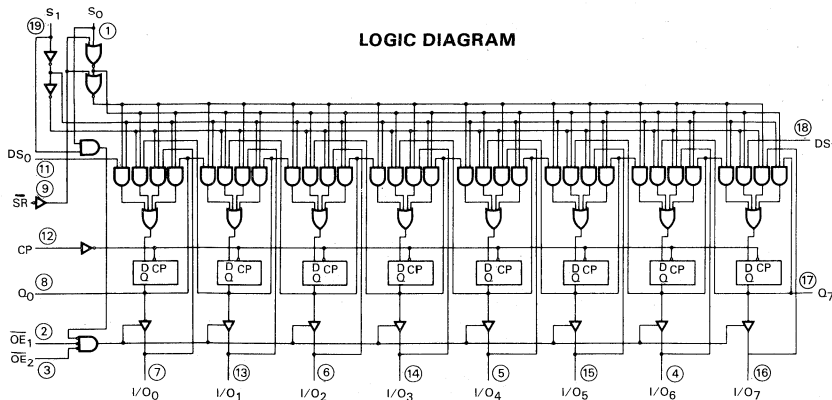 S1 S0
19 1
LOGIC DIAGRAM
18
DS0 DS
11
9
SR
12
CP
8 17
Q0 Q7
2
OE1
OE2
3
7 13 6 14 5 15 4 16
D CP D CP D CP D CP D CP D CP D CP D CP
Q Q Q Q Q Q Q Q
I/O0 I/O1 I/O2 I/O3 I/O4 I/O5 I/O6 I/O7